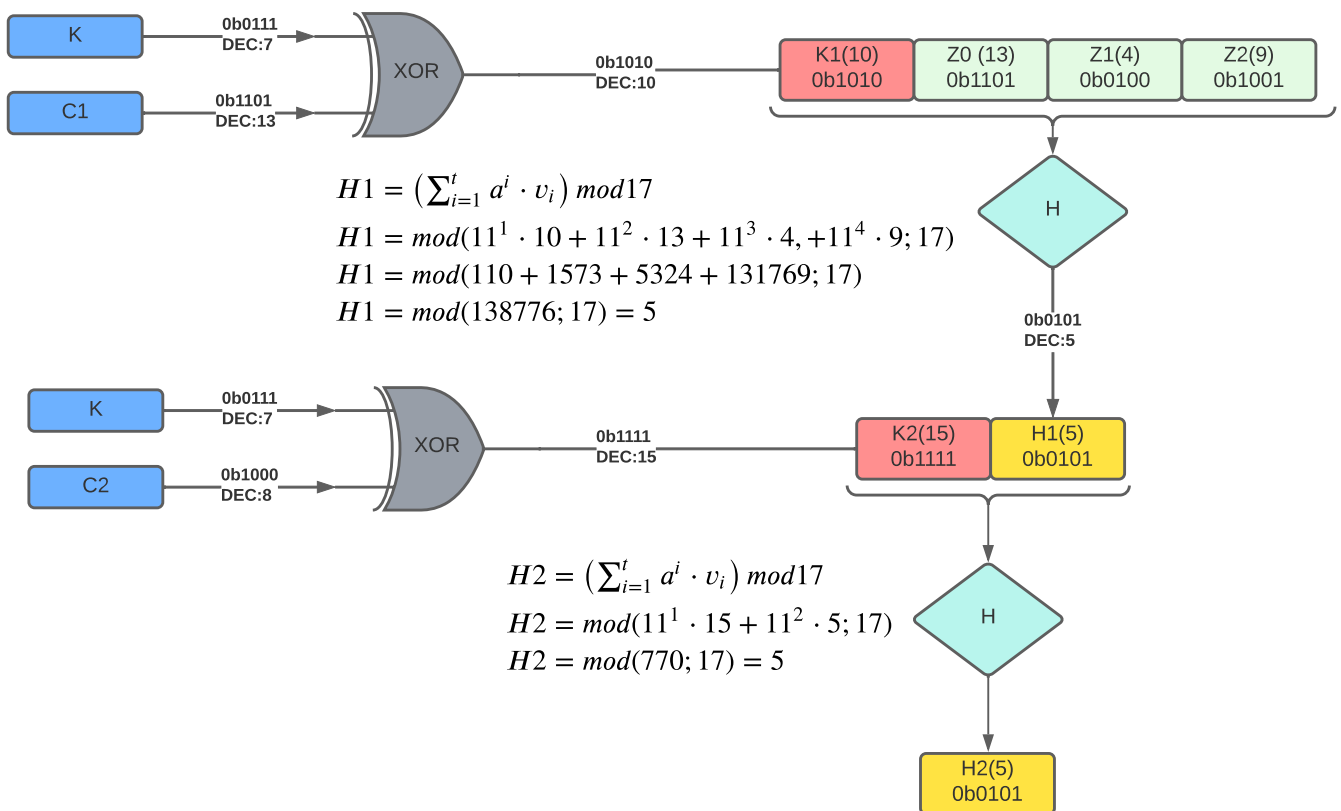 K
0b0111
DEC:7
C1
0b1101
DEC:13
XOR
0b1010
DEC:10
K1(10)
0b1010
Z0 (13)
0b1101
Z1(4)
0b0100
Z2(9)
0b1001
H
H1 = (∑_{i=1}^{t} a^i · v_i) mod17
H1 = mod(11^1 · 10 + 11^2 · 13 + 11^3 · 4, +11^4 · 9; 17)
H1 = mod(110 + 1573 + 5324 + 131769; 17)
H1 = mod(138776; 17) = 5
0b0101
DEC:5
K
0b0111
DEC:7
C2
0b1000
DEC:8
XOR
0b1111
DEC:15
K2(15)
0b1111
H1(5)
0b0101
H2 = (∑_{i=1}^{t} a^i · v_i) mod17
H2 = mod(11^1 · 15 + 11^2 · 5; 17)
H2 = mod(770; 17) = 5
H
H2(5)
0b0101